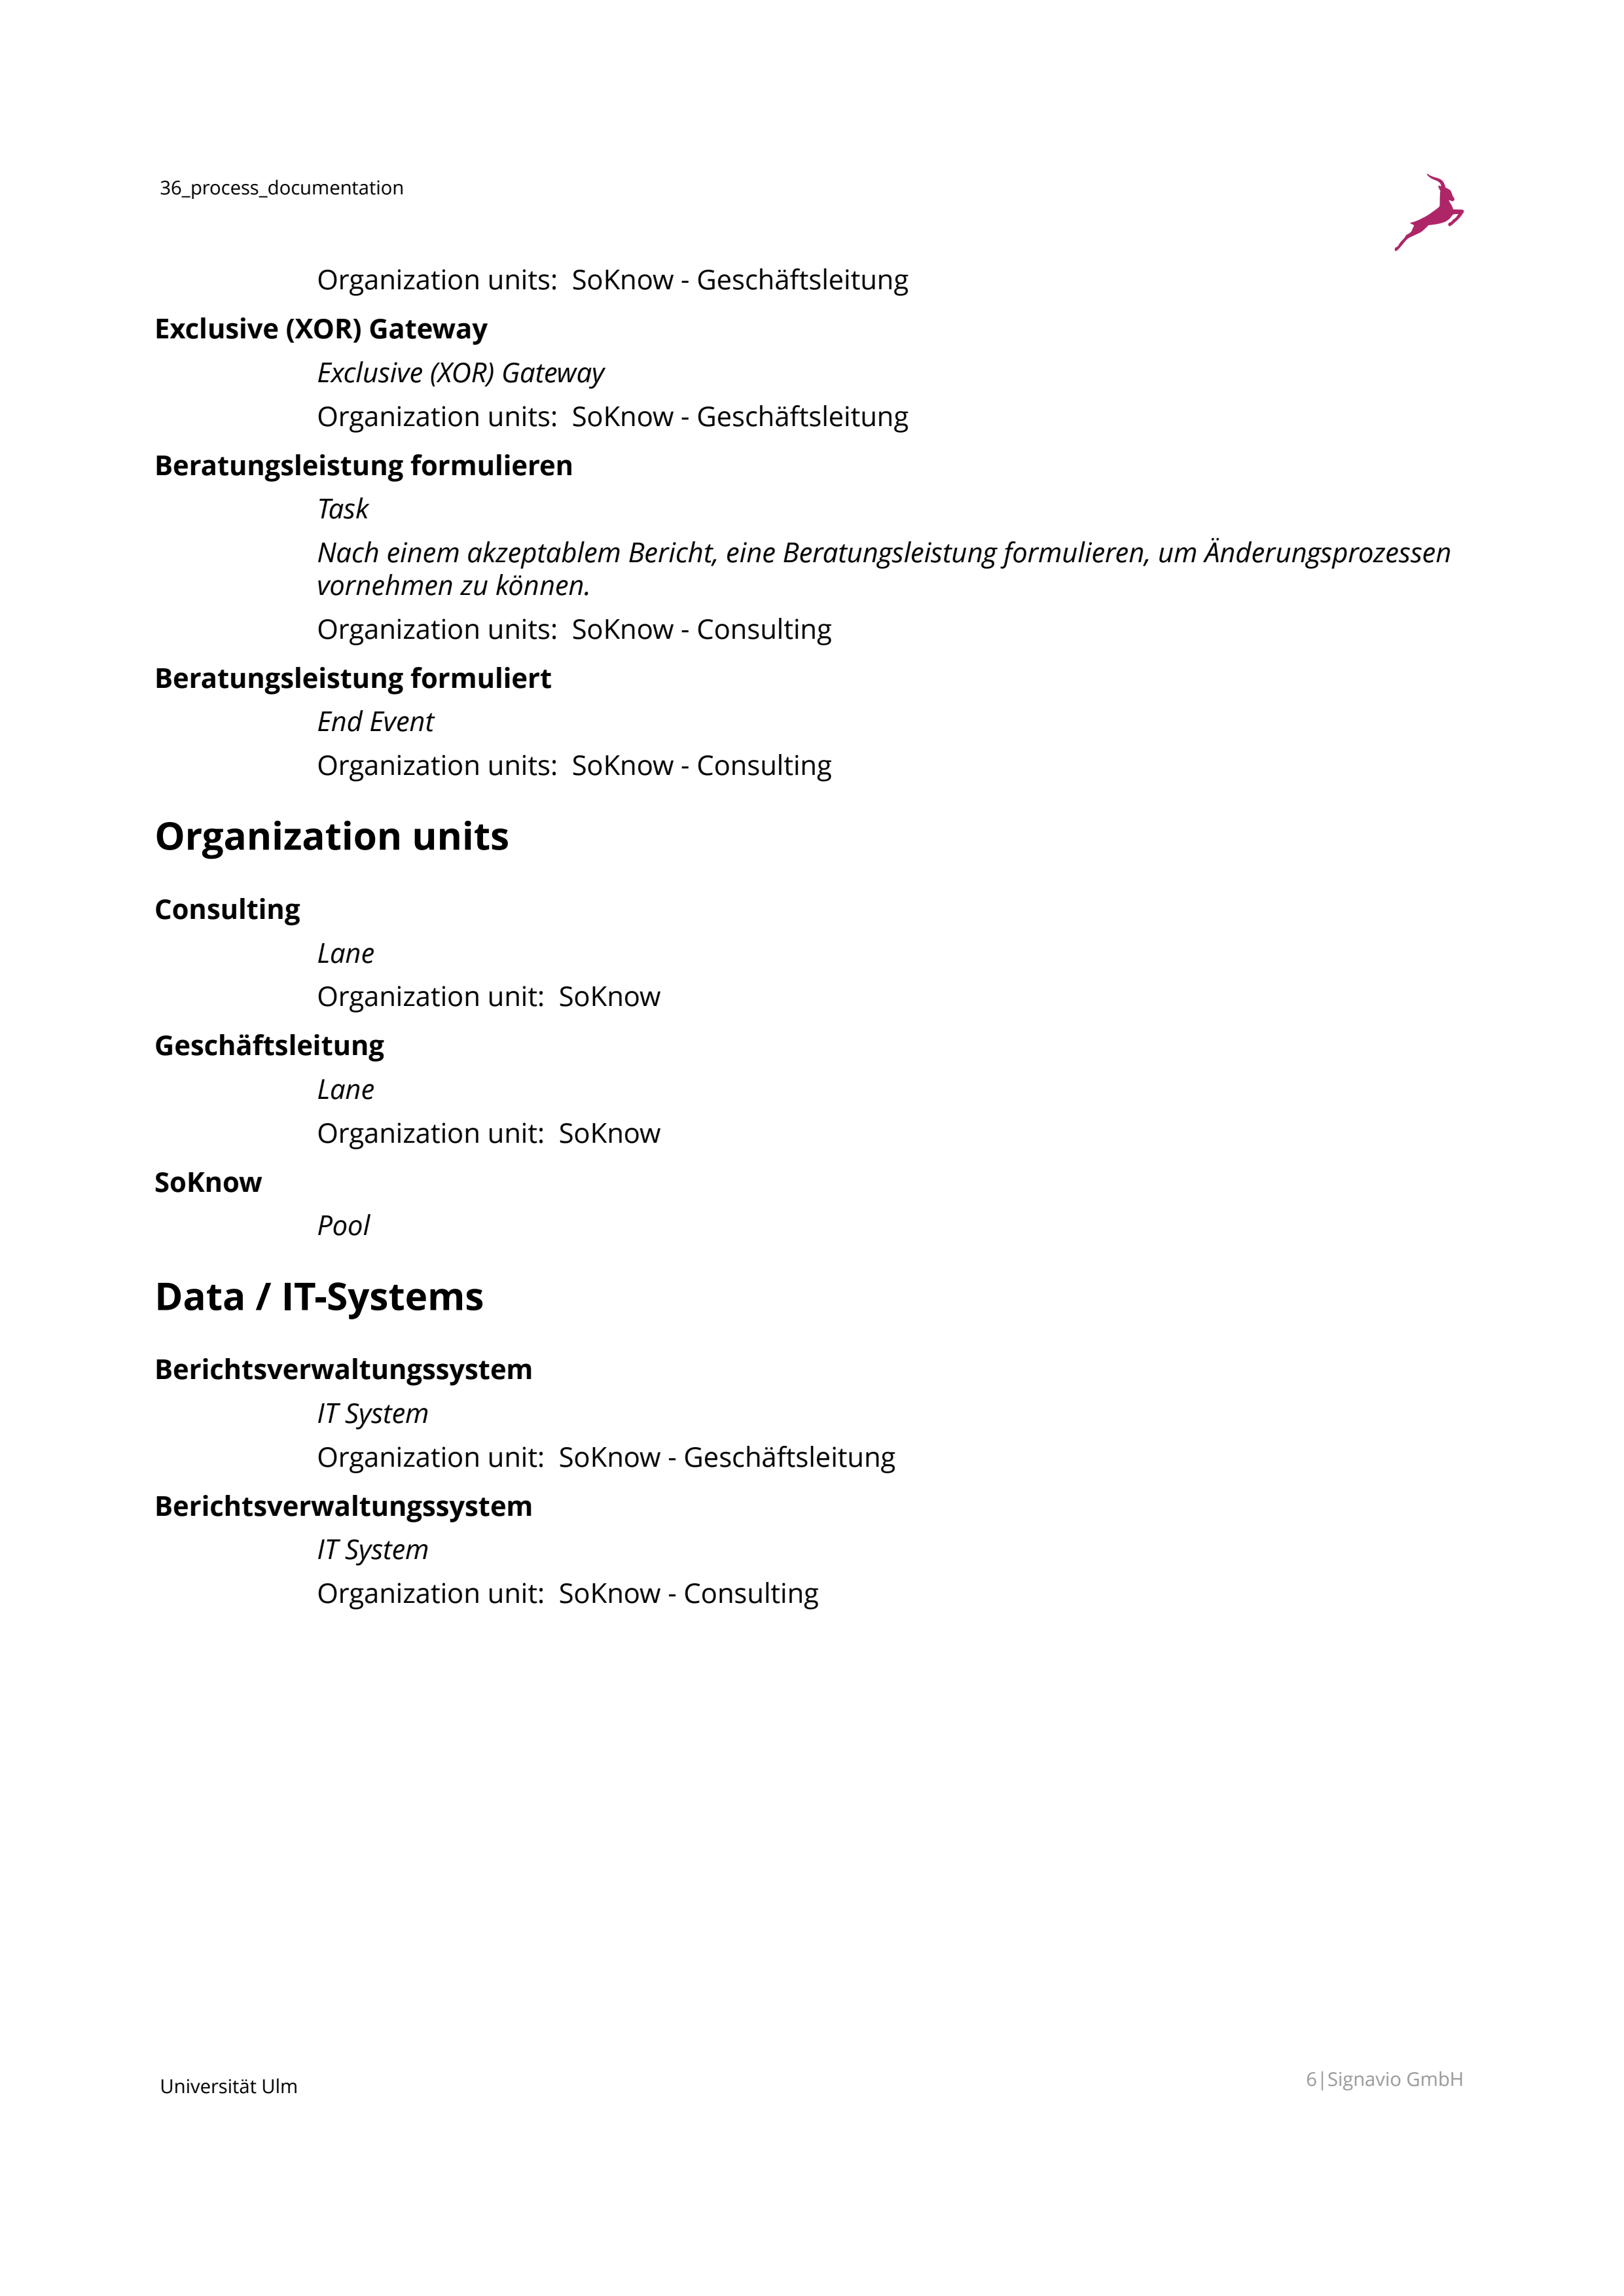 36_process_documentation
Organization units:  SoKnow - Geschäftsleitung
Exclusive (XOR) Gateway
Exclusive (XOR) Gateway
Organization units:  SoKnow - Geschäftsleitung
Beratungsleistung formulieren
Task
Nach einem akzeptablem Bericht, eine Beratungsleistung formulieren, um Änderungsprozessen
vornehmen zu können.
Organization units:  SoKnow - Consulting
Beratungsleistung formuliert
End Event
Organization units:  SoKnow - Consulting
Organization units
Consulting
Lane
Organization unit:  SoKnow
Geschäftsleitung
Lane
Organization unit:  SoKnow
SoKnow
Pool
Data / IT-Systems
Berichtsverwaltungssystem
IT System
Organization unit:  SoKnow - Geschäftsleitung
Berichtsverwaltungssystem
IT System
Organization unit:  SoKnow - Consulting
Universität Ulm
6|Signavio GmbH